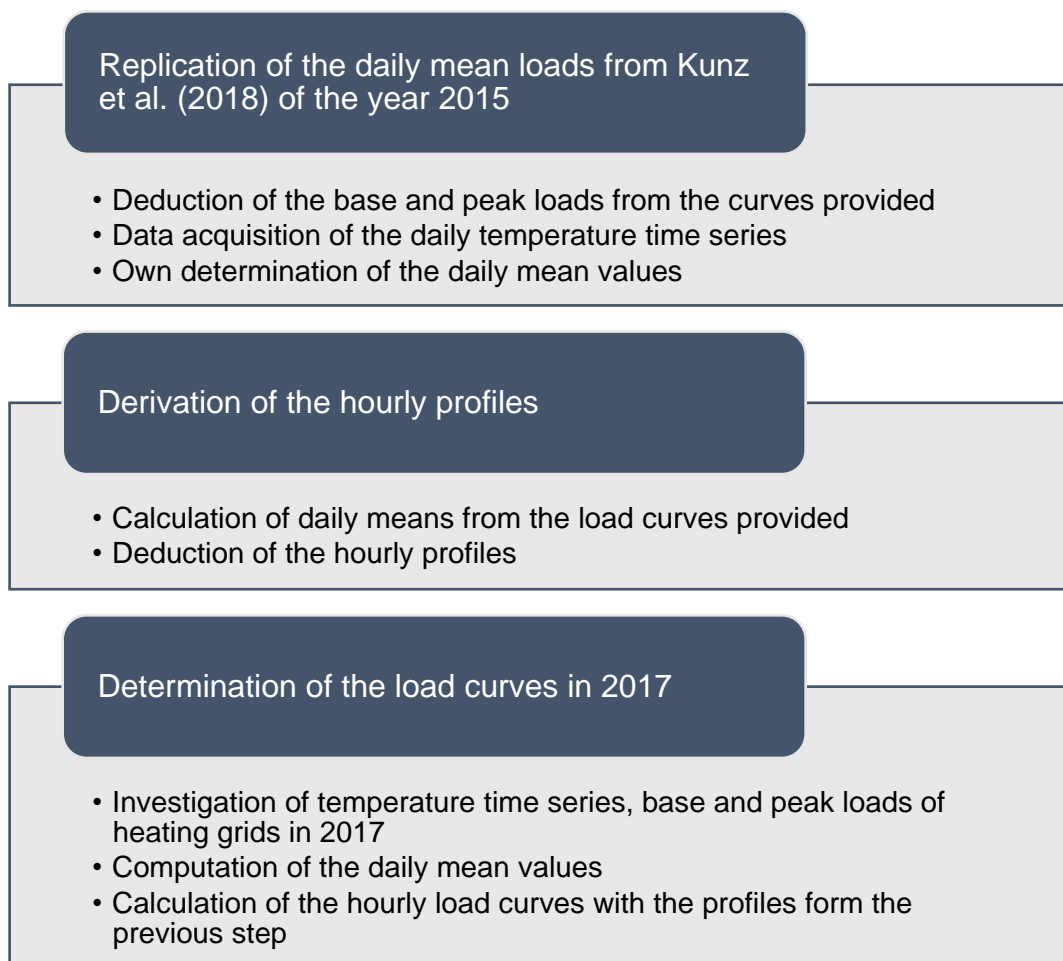 Replication of the daily mean loads from Kunz
et al. (2018) of the year 2015
• Deduction of the base and peak loads from the curves provided
• Data acquisition of the daily temperature time series
• Own determination of the daily mean values
Derivation of the hourly profiles
• Calculation of daily means from the load curves provided
• Deduction of the hourly profiles
Determination of the load curves in 2017
• Investigation of temperature time series, base and peak loads of
heating grids in 2017
• Computation of the daily mean values
• Calculation of the hourly load curves with the profiles form the
previous step